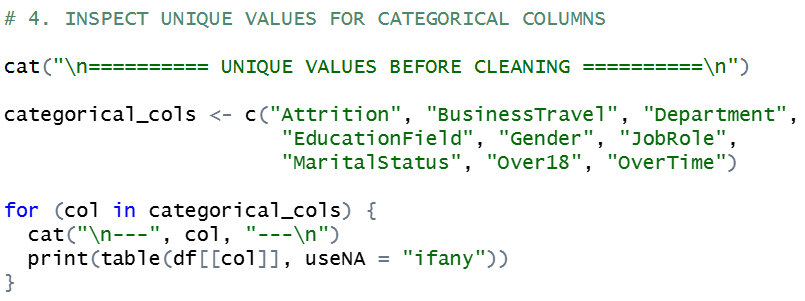 # 4. INSPECT UNIQUE VALUES FOR CATEGORICAL COLUMNS
cat("\n========== UNIQUE VALUES BEFORE CLEANING ==========\n")
categorical_cols <- c("Attrition", "BusinessTravel", "Department",
"EducationField", "Gender", "JobRole",
"MaritalStatus", "Over18", "OverTime")
for (col in categorical_cols) {
cat("\n---", col, "---\n")
print(table(df[[col]], useNA = "ifany"))
}